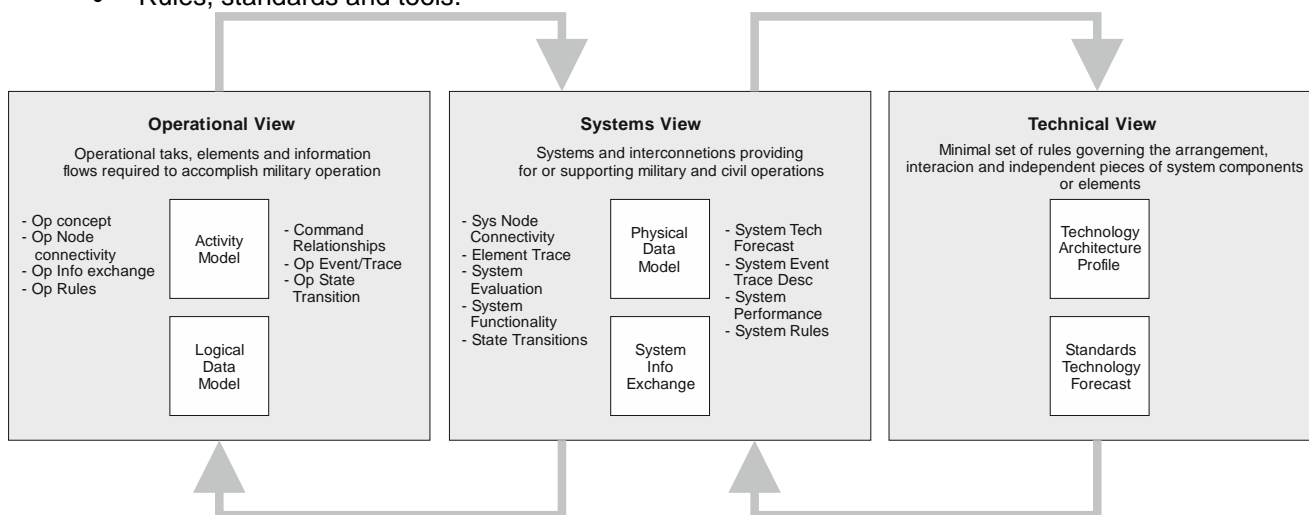 Rules, standards and tools.
Operational View
Operational taks, elements and information
flows required to accomplish military operation
- Op concept
- Op Node
connectivity
- Op Info exchange
- Op Rules
Activity
Model
- Command
Relationships
- Op Event/Trace
- Op State
Transition
Logical
Data
Model
Systems View
Systems and interconnetions providing
for or supporting military and civil operations
- Sys Node
Connectivity
- Element Trace
- System
Evaluation
- System
Functionality
- State Transitions
Physical
Data
Model
- System Tech
Forecast
- System Event
Trace Desc
- System
Performance
- System Rules
System
Info
Exchange
Technical View
Minimal set of rules governing the arrangement,
interacion and independent pieces of system components
or elements
Technology
Architecture
Profile
Standards
Technology
Forecast